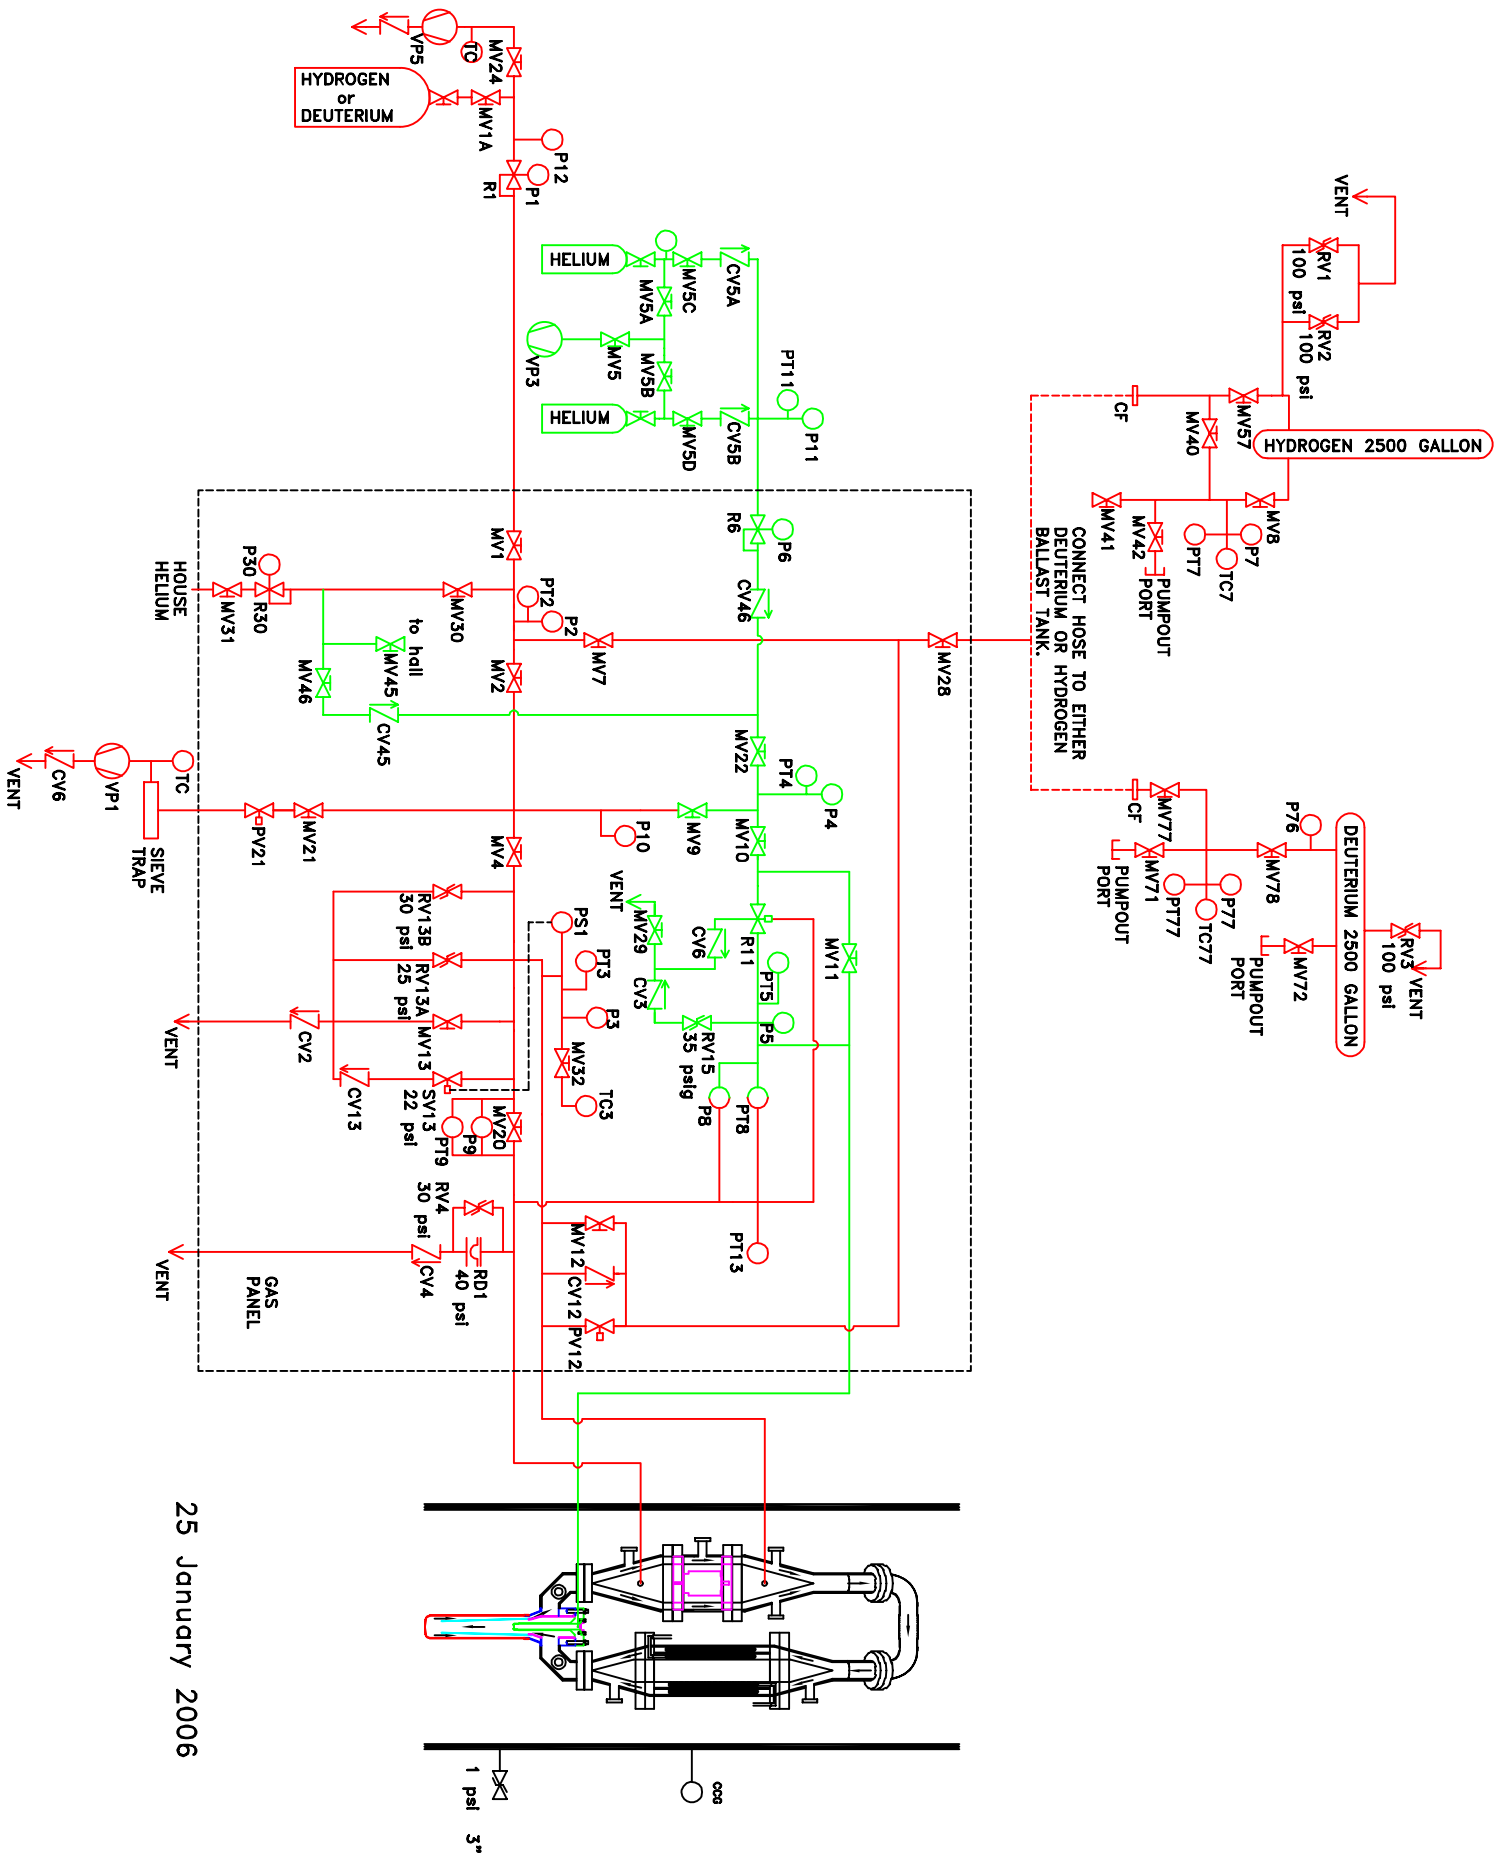 VP5
TC
MV24
HYDROGEN
or
DEUTERIUM
MV1A
P12
P1
R1
VENT
RV1
100 psi
RV2
100 psi
HELIUM
MV5C
CV5A
MV5A
VP3
MV5
MV5B
HELIUM
MV5D
CV5B
PT11
P11
CF
MV57
MV40
HYDROGEN 2500 GALLON
MV41
MV42
PUMPOUT
PORT
MV8
P7
PT7
TC7
CONNECT HOSE TO EITHER
DEUTERIUM OR HYDROGEN
BALLAST TANK.
MV1
R6
P6
CV46
HOUSE
HELIUM
MV31
P30
R30
MV30
PT2
P2
MV7
MV28
to hall
MV45
MV46
CV45
MV2
MV22
PT4
P4
VENT
CV6
VP1
TC
SIEVE
TRAP
PV21
MV21
P10
MV9
MV10
MV4
CF
MV77
P76
MV78
DEUTERIUM 2500 GALLON
MV71
PUMPOUT
PORT
P77
PT77
TC77
MV72
PUMPOUT
PORT
RV3
100 psi
VENT
RV13B
30 psi
RV13A
25 psi
MV13
SV13
22 psi
CV2
CV13
VENT
PS1
PT3
P3
MV32
TC3
VENT
MV29
CV6
CV3
R11
MV11
PT5
P5
RV15
35 psig
P8
PT8
MV20
P9
PT9
RV4
30 psi
RD1
40 psi
CV4
VENT
GAS
PANEL
MV12
CV12
PV12
PT13
25 January 2006
1 psi 3"
CCG